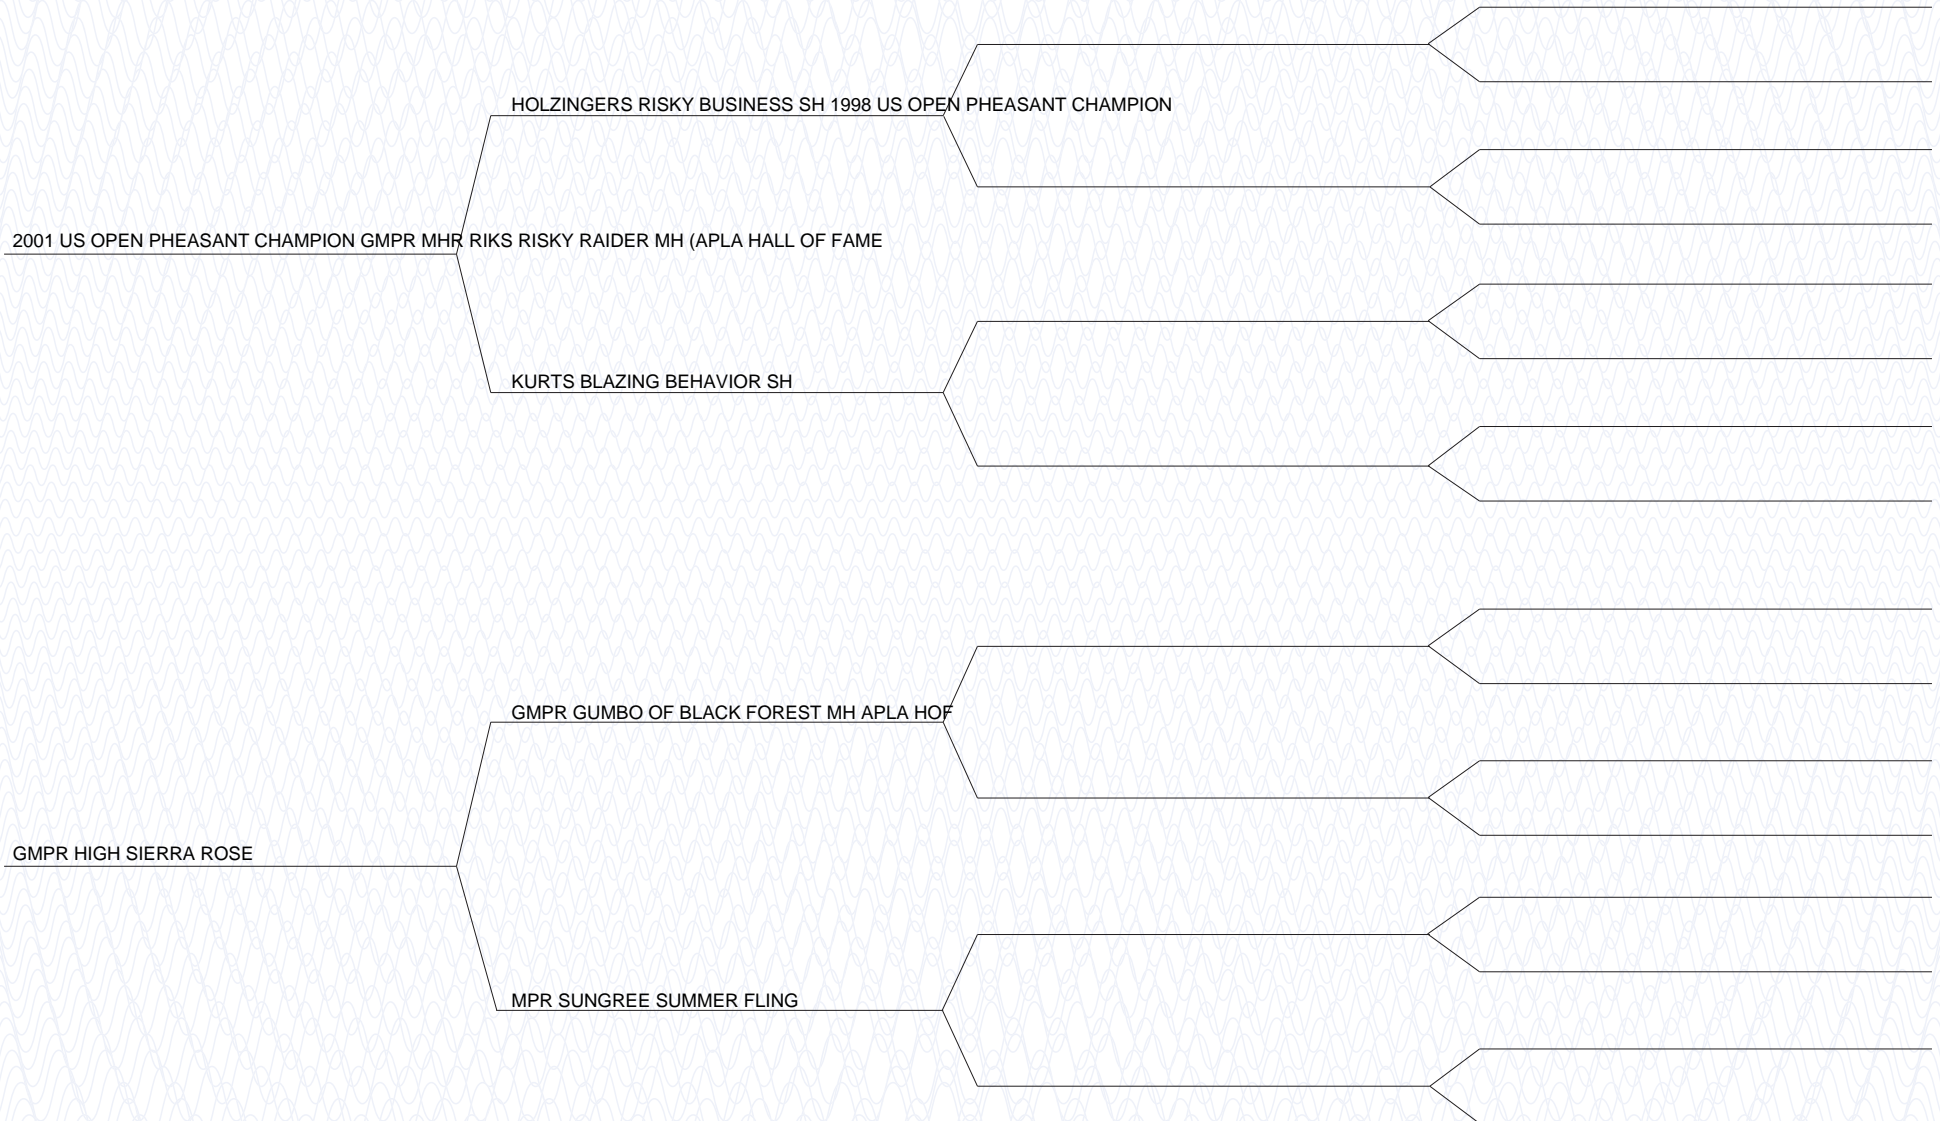 HOLZINGERS RISKY BUSINESS SH 1998 US OPEN PHEASANT CHAMPION
2001 US OPEN PHEASANT CHAMPION GMPR MHR RIKS RISKY RAIDER MH (APLA HALL OF FAME
KURTS BLAZING BEHAVIOR SH
GMPR GUMBO OF BLACK FOREST MH APLA HOF
GMPR HIGH SIERRA ROSE
MPR SUNGREE SUMMER FLING